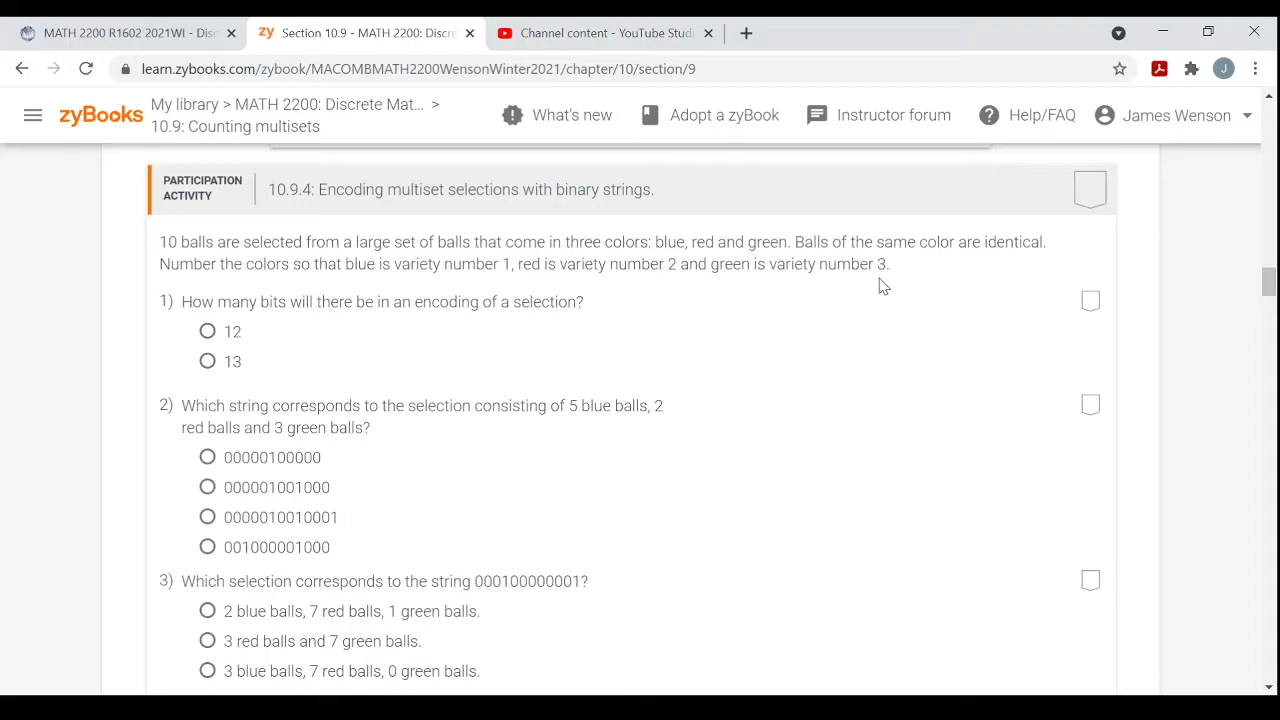 MATH 2200 R1602 2021WI - Disc
Section 10.9 - MATH 2200: Discre
Channel content - YouTube Studi
learn.zybooks.com/zybook/MACOMBMATH2200WensonWinter2021/chapter/10/section/9
J
zyBooks
My library > MATH 2200: Discrete Mat... >
10.9: Counting multisets
What's new
Adopt a zyBook
Instructor forum
Help/FAQ
James Wenson
PARTICIPATION
ACTIVITY
10.9.4: Encoding multiset selections with binary strings.
10 balls are selected from a large set of balls that come in three colors: blue, red and green. Balls of the same color are identical.
Number the colors so that blue is variety number 1, red is variety number 2 and green is variety number 3.
1) How many bits will there be in an encoding of a selection?
12
13
2) Which string corresponds to the selection consisting of 5 blue balls, 2
red balls and 3 green balls?
00000100000
000001001000
0000010010001
001000001000
3) Which selection corresponds to the string 000100000001?
2 blue balls, 7 red balls, 1 green balls.
3 red balls and 7 green balls.
3 blue balls, 7 red balls, 0 green balls.